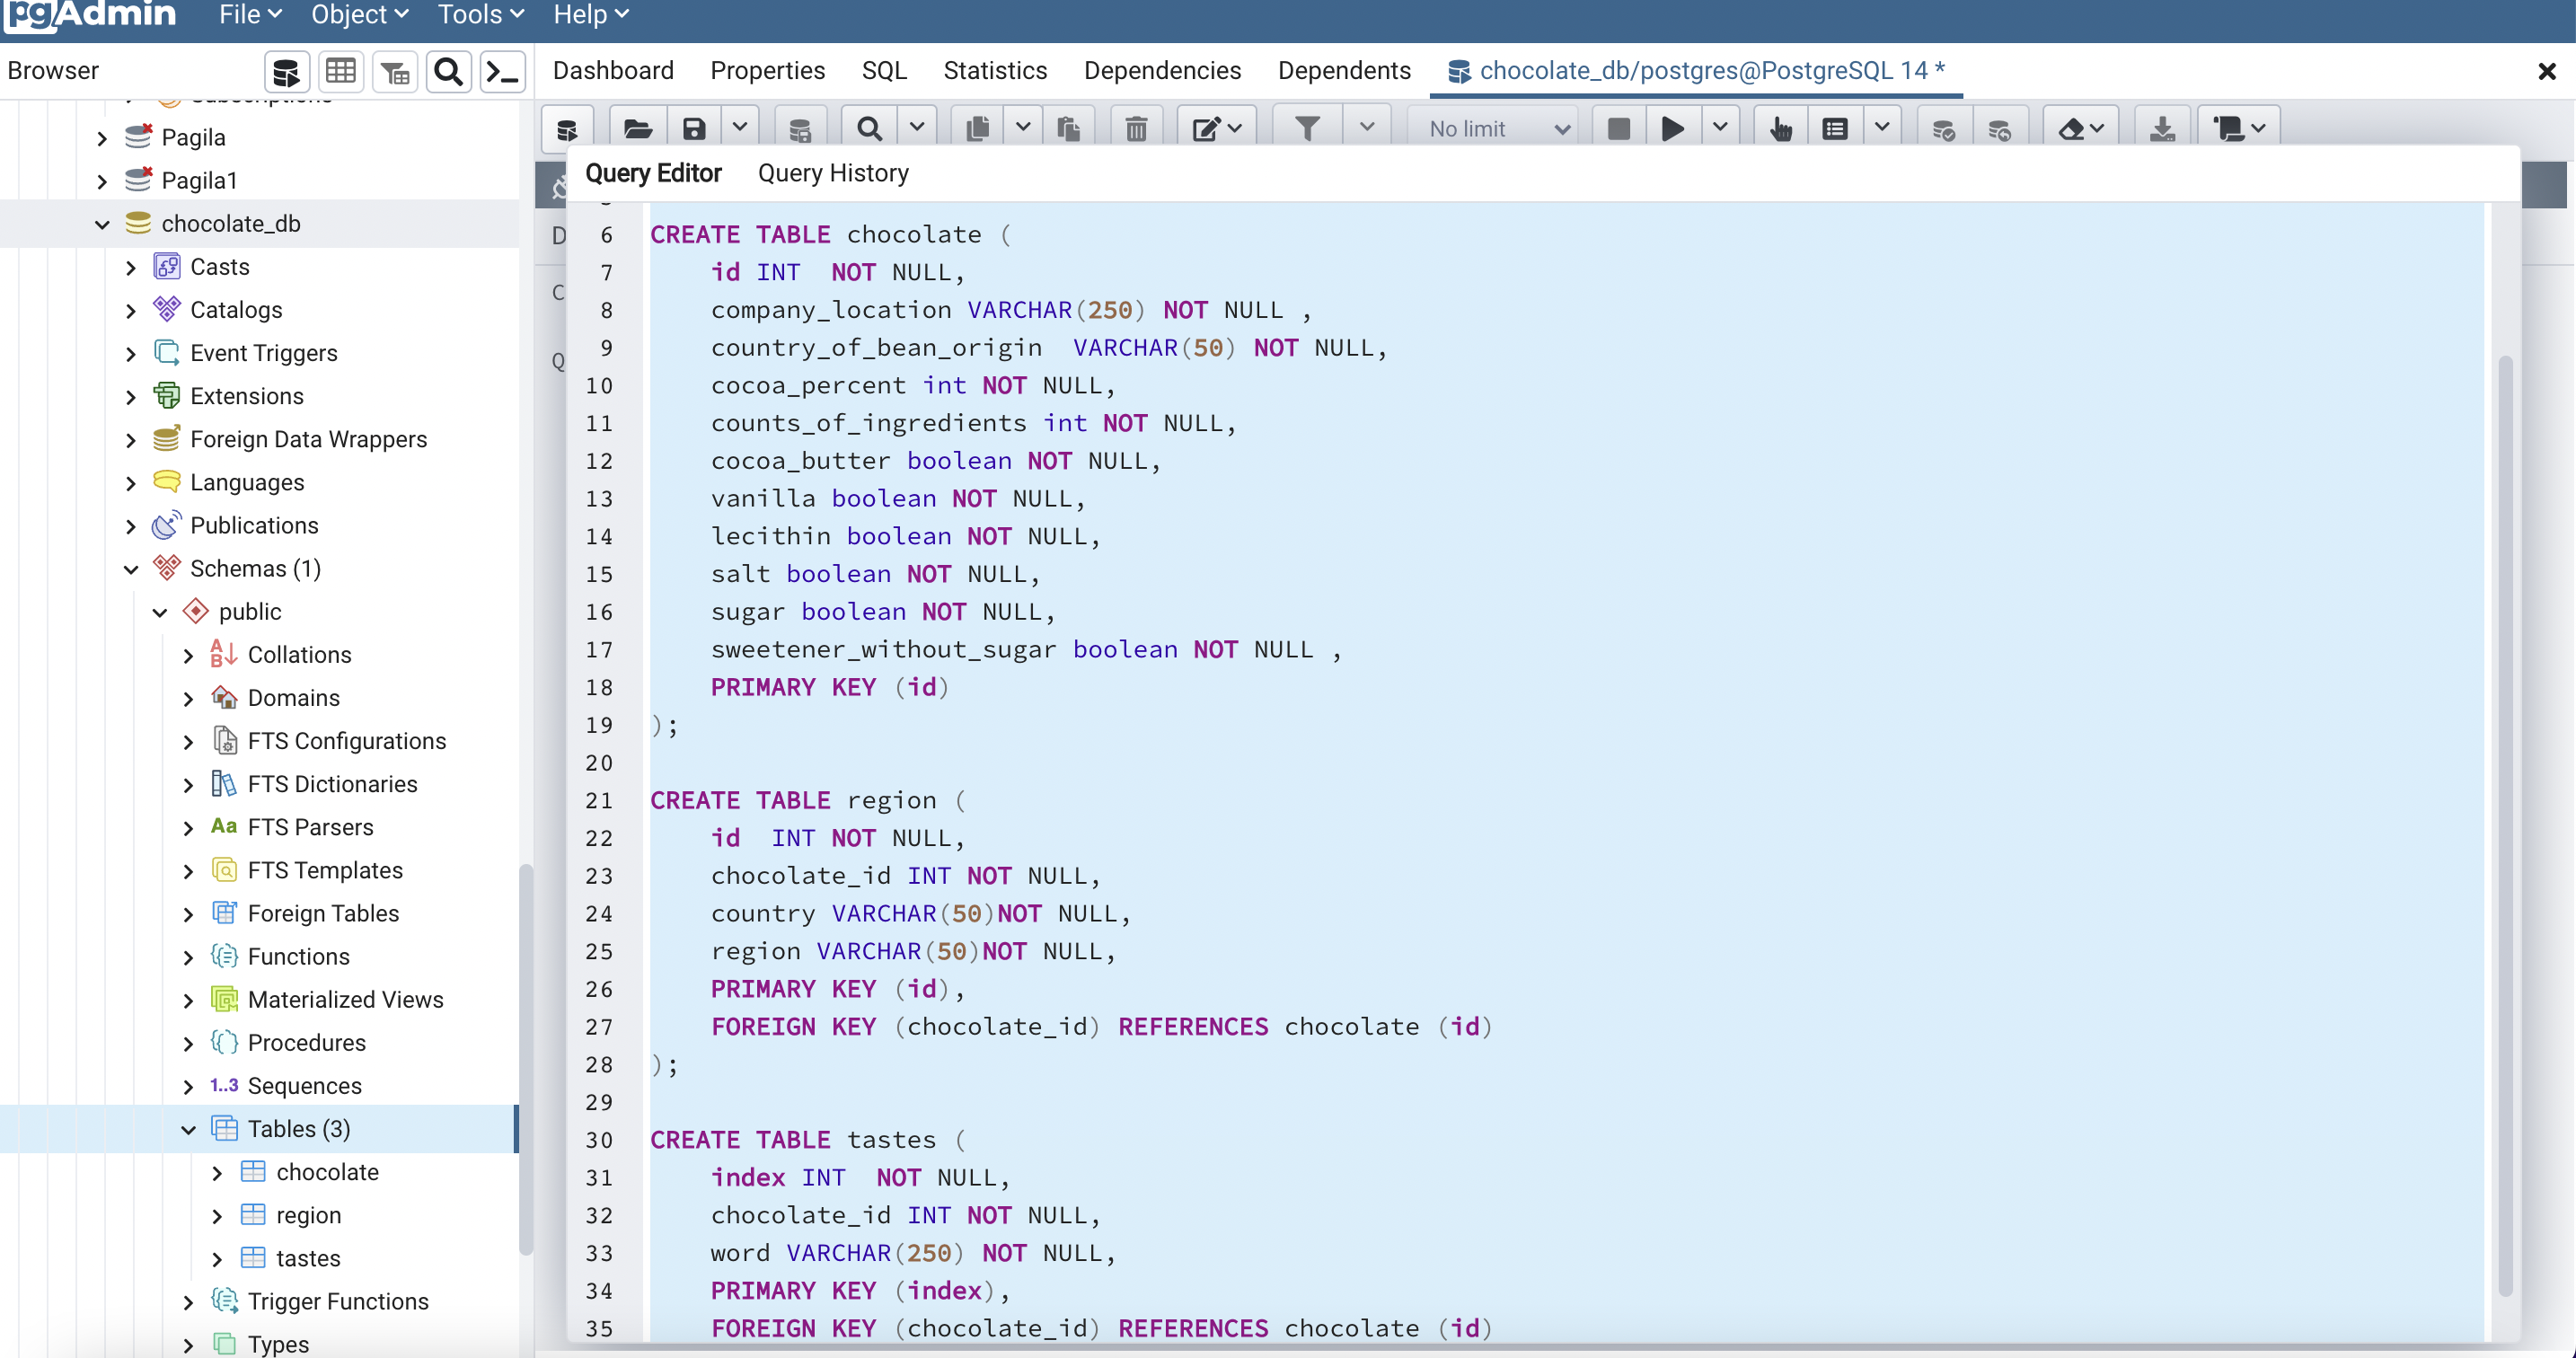 pgAdmin File Object Tools Help
Browser
Dashboard Properties SQL Statistics Dependencies Dependents chocolate_db/postgres@PostgreSQL 14 *
No limit
Subscriptions
Pagila
Pagila1
chocolate_db
Casts
Catalogs
Event Triggers
Extensions
Foreign Data Wrappers
Languages
Publications
Schemas (1)
public
Collations
Domains
FTS Configurations
FTS Dictionaries
Aa FTS Parsers
FTS Templates
Foreign Tables
Functions
Materialized Views
Procedures
1..3 Sequences
Tables (3)
chocolate
region
tastes
Trigger Functions
Types
Query Editor Query History
6 CREATE TABLE chocolate (
7 id INT  NOT NULL,
8 company_location VARCHAR(250) NOT NULL ,
9 country_of_bean_origin  VARCHAR(50) NOT NULL,
10 cocoa_percent int NOT NULL,
11 counts_of_ingredients int NOT NULL,
12 cocoa_butter boolean NOT NULL,
13 vanilla boolean NOT NULL,
14 lecithin boolean NOT NULL,
15 salt boolean NOT NULL,
16 sugar boolean NOT NULL,
17 sweetener_without_sugar boolean NOT NULL ,
18 PRIMARY KEY (id)
19 );
20
21 CREATE TABLE region (
22 id  INT NOT NULL,
23 chocolate_id INT NOT NULL,
24 country VARCHAR(50)NOT NULL,
25 region VARCHAR(50)NOT NULL,
26 PRIMARY KEY (id),
27 FOREIGN KEY (chocolate_id) REFERENCES chocolate (id)
28 );
29
30 CREATE TABLE tastes (
31 index INT  NOT NULL,
32 chocolate_id INT NOT NULL,
33 word VARCHAR(250) NOT NULL,
34 PRIMARY KEY (index),
35 FOREIGN KEY (chocolate_id) REFERENCES chocolate (id)